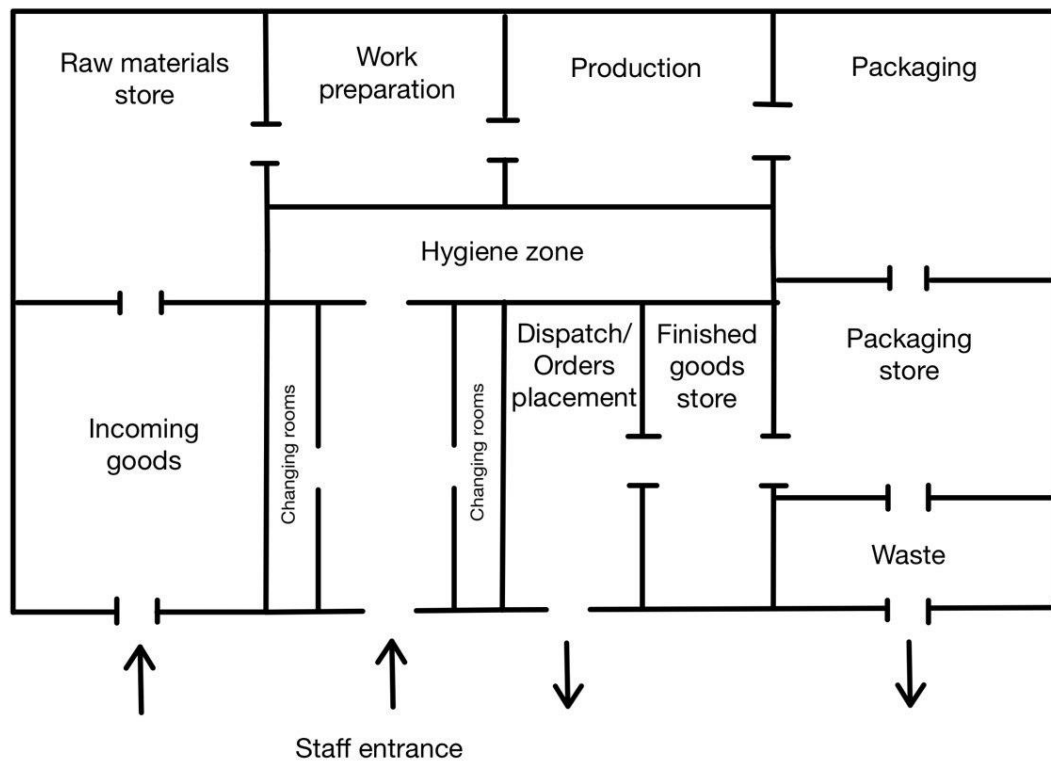 Raw materials
store
Work
preparation
Production
Packaging
Hygiene zone
Incoming
goods
Changing rooms
Changing rooms
Dispatch/
Orders
placement
Finished
goods
store
Packaging
store
Waste
Staff entrance